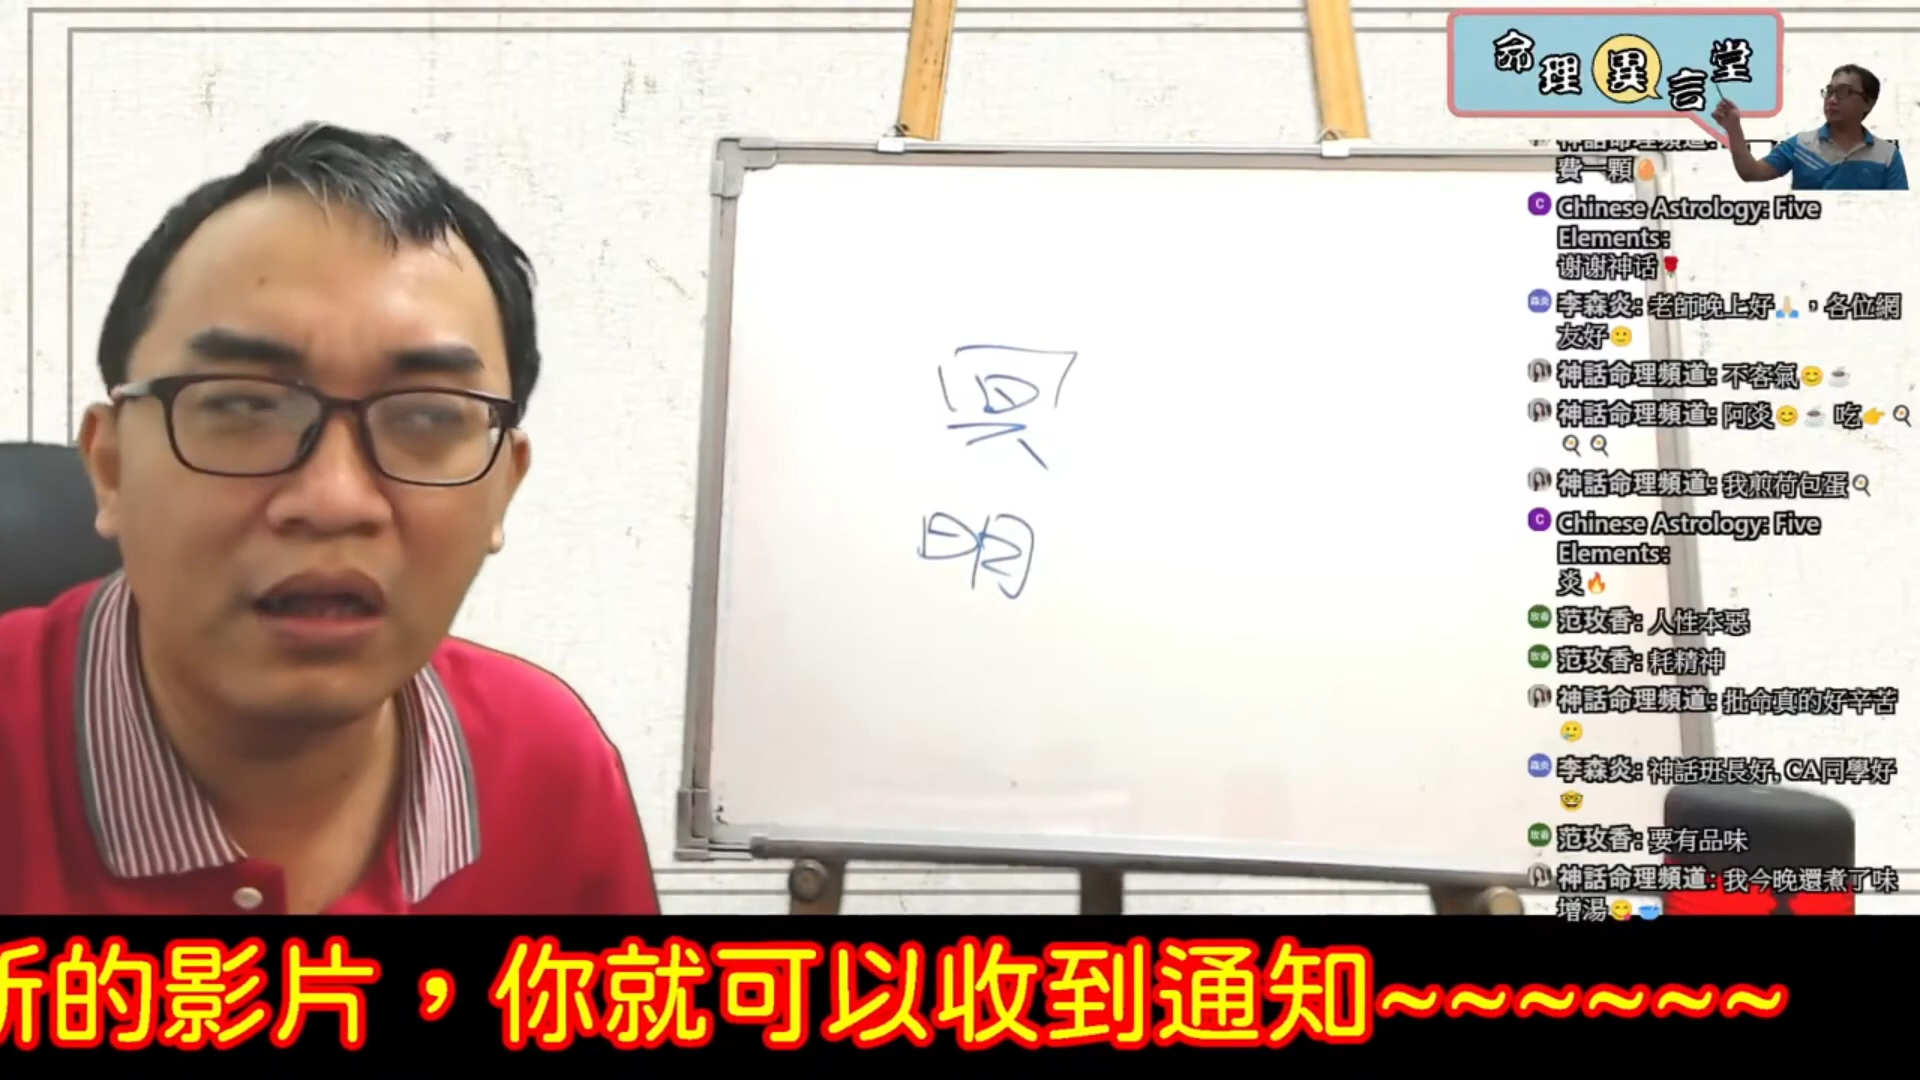 命理異言堂
費一顆🥚
Chinese Astrology: Five
Elements:
谢谢神话🌹
李森炎: 老師晚上好🙏🏻,各位網
友好🙂
神話命理頻道: 不客氣😊☕
神話命理頻道: 阿炎😊☕吃👉🍳
🍳🍳
神話命理頻道: 我煎荷包蛋🍳
Chinese Astrology: Five
Elements:
炎🔥
范玫香: 人性本惡
范玫香: 耗精神
神話命理頻道: 批命真的好辛苦
🥲
李森炎: 神話班長好, CA同學好
🤓
范玫香: 要有品味
神話命理頻道: 我今晚還煮了味
增湯😋🥣
冥
明
新的影片，你就可以收到通知~~~~~~